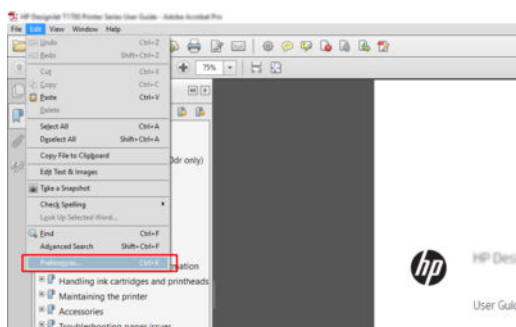 HP DesignJet T1700 Printer Series User Guide - Adobe Acrobat Pro
File Edit View Window Help
Undo Ctrl+Z
Redo Shift+Ctrl+Z
75%
Cut Ctrl+X
Copy Ctrl+C
Paste Ctrl+V
Delete
Select All Ctrl+A
Deselect All Shift+Ctrl+A
Copy File to Clipboard
0dr only)
Edit Text & Images
Take a Snapshot
Check Spelling
Look Up Selected Word...
Find Ctrl+F
Advanced Search Shift+Ctrl+F
Preferences... Ctrl+K
mation
Handling ink cartridges and printheads
Maintaining the printer
Accessories
Troubleshooting paper issues
hp
HP Desi
User Guid